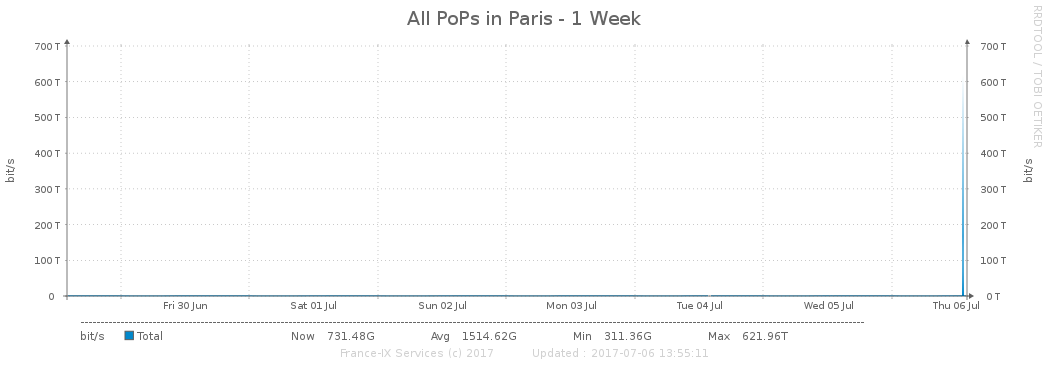 All PoPs in Paris - 1 Week
RRDTOOL / TOBI OETIKER
bit/s
700 T 700 T
600 T 600 T
500 T 500 T
400 T 400 T
300 T 300 T
200 T 200 T
100 T 100 T
0 0 T
bit/s
Fri 30 Jun Sat 01 Jul Sun 02 Jul Mon 03 Jul Tue 04 Jul Wed 05 Jul Thu 06 Jul
bit/s Total Now 731.48G Avg 1514.62G Min 311.36G Max 621.96T
France-IX Services (c) 2017 Updated : 2017-07-06 13:55:11